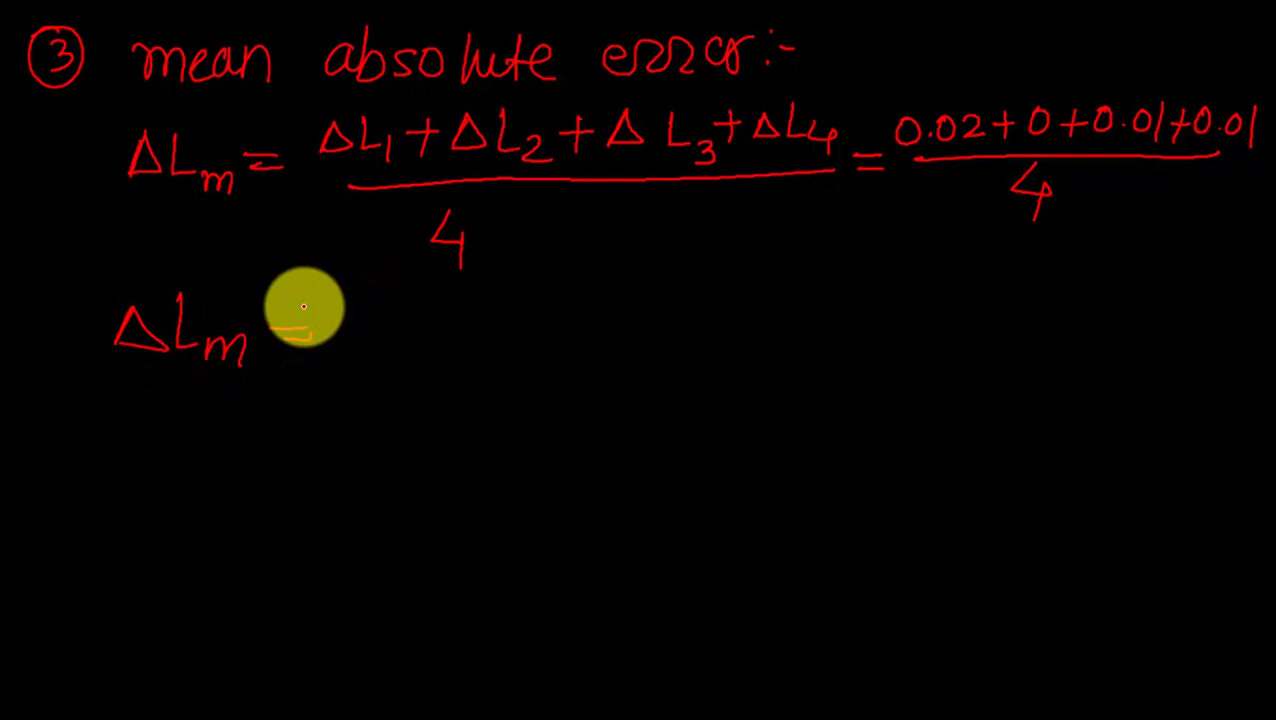 ③ mean absolute error:-
ΔLm = ΔL1 + ΔL2 + ΔL3 + ΔL4 / 4 = 0.02 + 0 + 0.01 + 0.01 / 4
ΔLm =